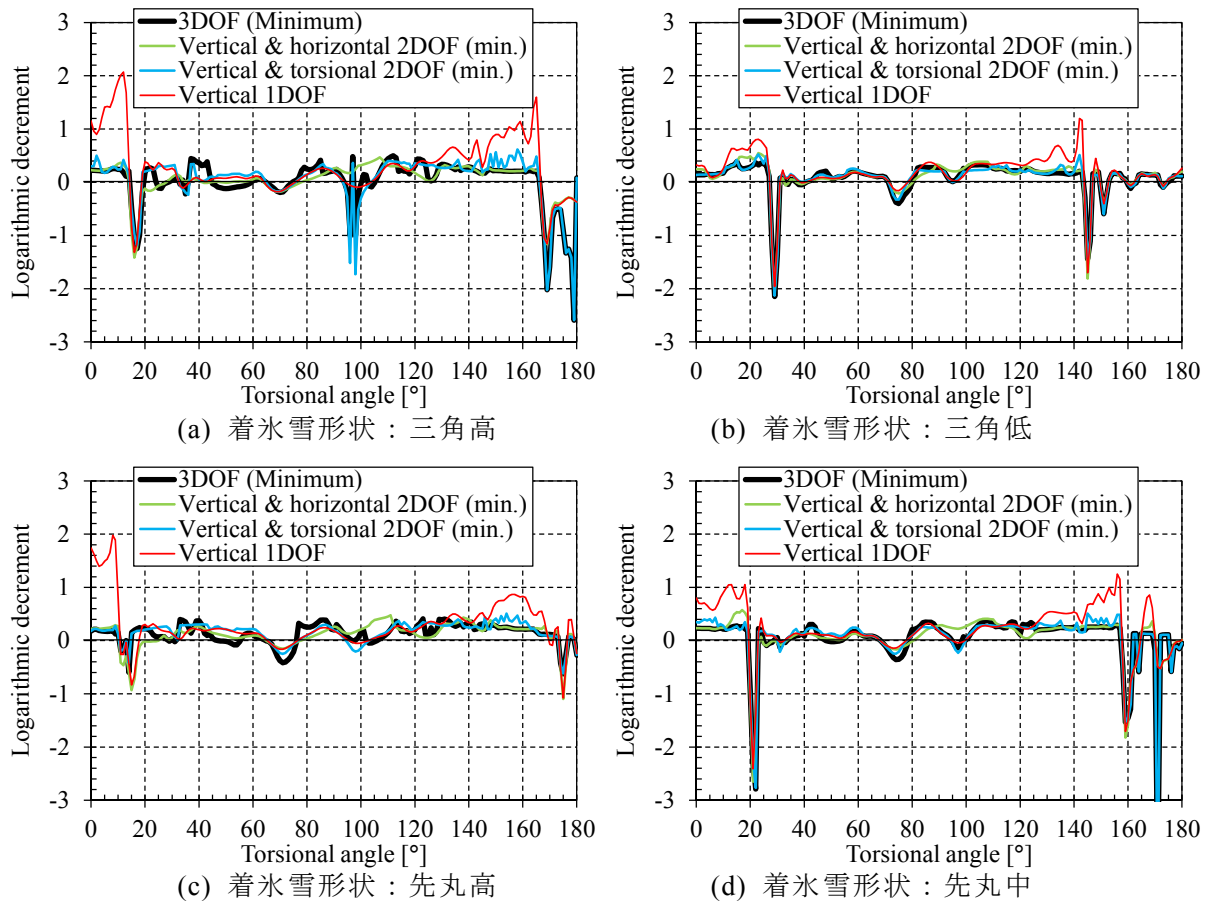 3DOF (Minimum)
Vertical & horizontal 2DOF (min.)
Vertical & torsional 2DOF (min.)
Vertical 1DOF
Logarithmic decrement
3
2
1
0
-1
-2
-3
0 20 40 60 80 100 120 140 160 180
Torsional angle [°]
(a) 着氷雪形状：三角高
3DOF (Minimum)
Vertical & horizontal 2DOF (min.)
Vertical & torsional 2DOF (min.)
Vertical 1DOF
Logarithmic decrement
3
2
1
0
-1
-2
-3
0 20 40 60 80 100 120 140 160 180
Torsional angle [°]
(b) 着氷雪形状：三角低
3DOF (Minimum)
Vertical & horizontal 2DOF (min.)
Vertical & torsional 2DOF (min.)
Vertical 1DOF
Logarithmic decrement
3
2
1
0
-1
-2
-3
0 20 40 60 80 100 120 140 160 180
Torsional angle [°]
(c) 着氷雪形状：先丸高
3DOF (Minimum)
Vertical & horizontal 2DOF (min.)
Vertical & torsional 2DOF (min.)
Vertical 1DOF
Logarithmic decrement
3
2
1
0
-1
-2
-3
0 20 40 60 80 100 120 140 160 180
Torsional angle [°]
(d) 着氷雪形状：先丸中